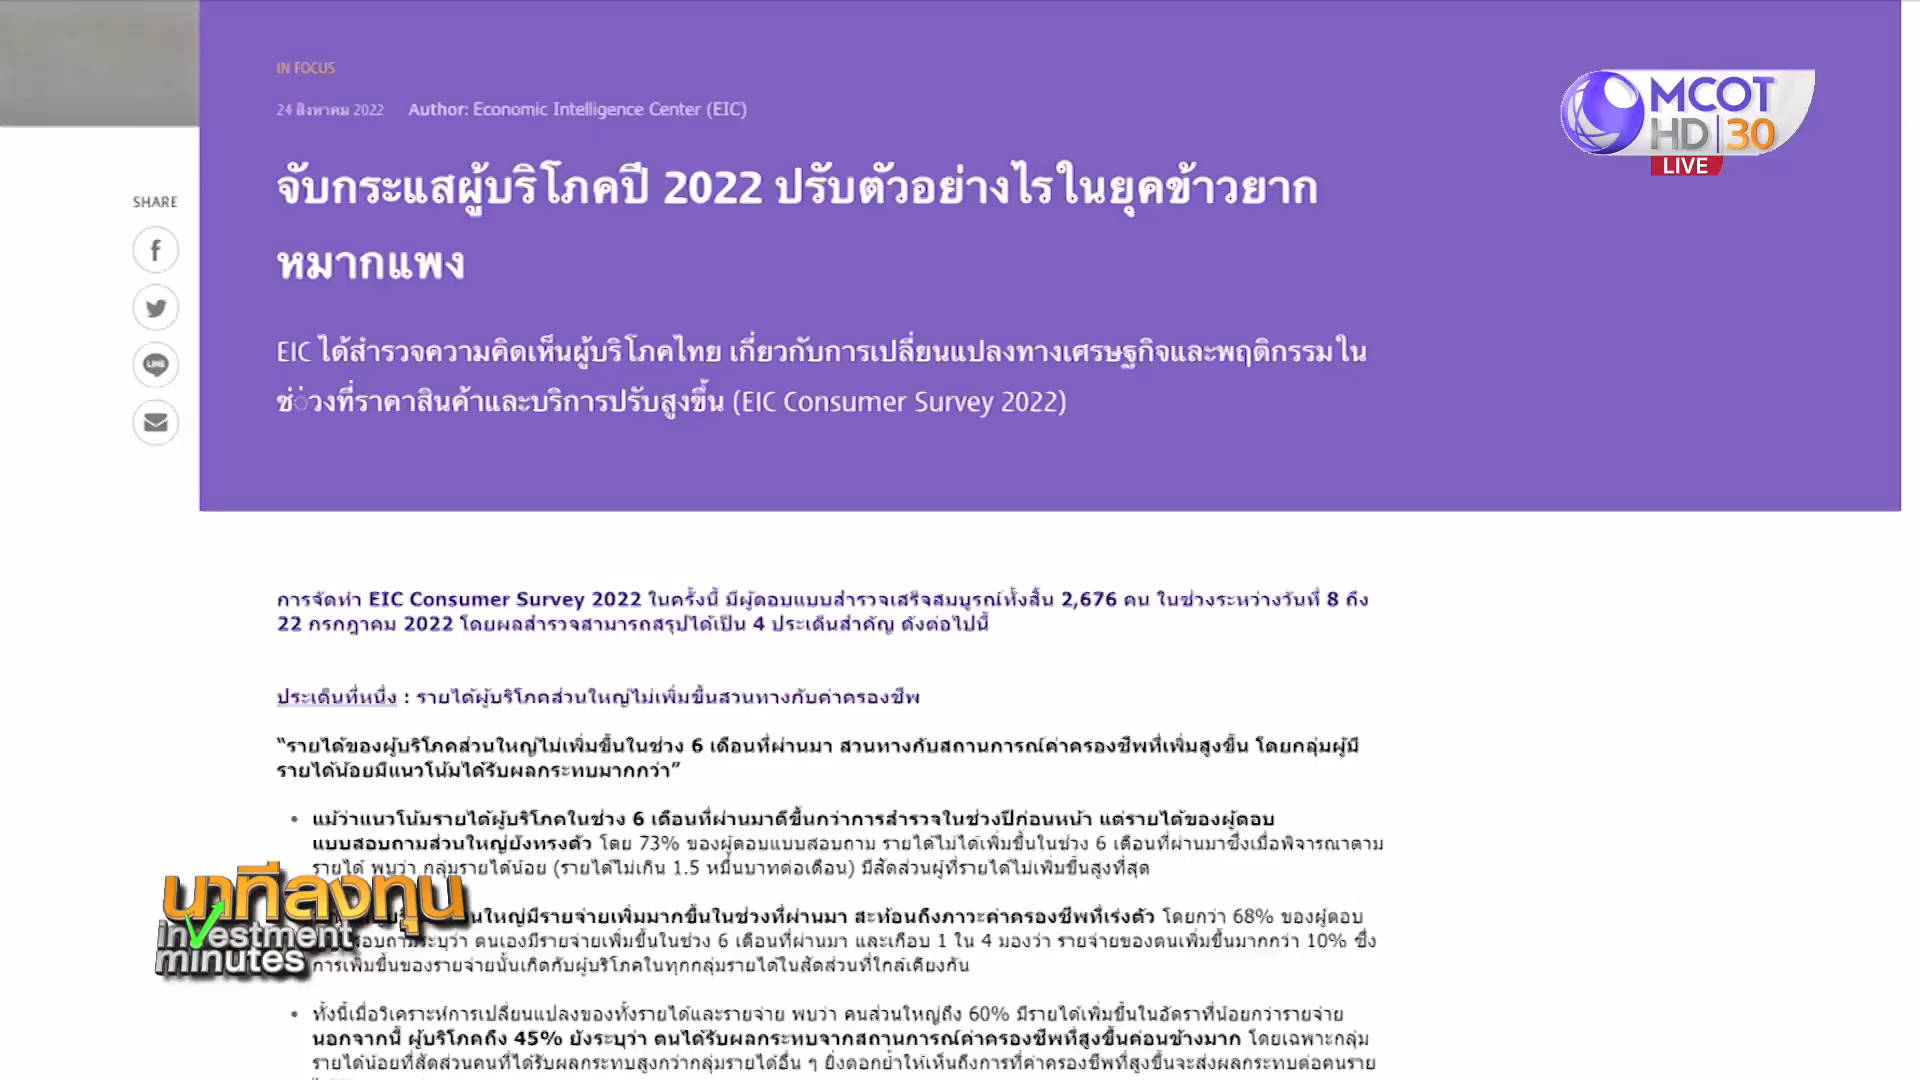 IN FOCUS
24 สิงหาคม 2022 Author: Economic Intelligence Center (EIC)
MCOT
HD 30
LIVE
จับกระแสผู้บริโภคปี 2022 ปรับตัวอย่างไรในยุคข้าวยาก
หมากแพง
SHARE
LINE
EIC ได้สำรวจความคิดเห็นผู้บริโภคไทย เกี่ยวกับการเปลี่ยนแปลงทางเศรษฐกิจและพฤติกรรม ใน
ช่่วงที่ราคาสินค้าและบริการปรับสูงขึ้น (EIC Consumer Survey 2022)
การจัดทำ EIC Consumer Survey 2022 ในครั้งนี้ มีผู้ตอบแบบสำรวจเสร็จสมบูรณ์ทั้งสิ้น 2,676 คน ในช่วงระหว่างวันที่ 8 ถึง
22 กรกฎาคม 2022 โดยผลสำรวจสามารถสรุปได้เป็น 4 ประเด็นสำคัญ ดังต่อไปนี้
ประเด็นที่หนึ่ง : รายได้ผู้บริโภคส่วนใหญ่ไม่เพิ่มขึ้นสวนทางกับค่าครองชีพ
“รายได้ของผู้บริโภคส่วนใหญ่ไม่เพิ่มขึ้นในช่วง 6 เดือนที่ผ่านมา สวนทางกับสถานการณ์ค่าครองชีพที่เพิ่มสูงขึ้น โดยกลุ่มผู้มี
รายได้น้อยมีแนวโน้มได้รับผลกระทบมากกว่า”
• แม้ว่าแนวโน้มรายได้ผู้บริโภคในช่วง 6 เดือนที่ผ่านมาดีขึ้นกว่าการสำรวจในช่วงปีก่อนหน้า แต่รายได้ของผู้ตอบ
แบบสอบถามส่วนใหญ่ยังทรงตัว โดย 73% ของผู้ตอบแบบสอบถาม รายได้ไม่ได้เพิ่มขึ้นในช่วง 6 เดือนที่ผ่านมาซึ่งเมื่อพิจารณาตาม
รายได้ พบว่า กลุ่มรายได้น้อย (รายได้ไม่เกิน 1.5 หมื่นบาทต่อเดือน) มีสัดส่วนผู้ที่รายได้ไม่เพิ่มขึ้นสูงที่สุด
นใหญ่มีรายจ่ายเพิ่มมากขึ้นในช่วงที่ผ่านมา สะท้อนถึงภาวะค่าครองชีพที่เร่งตัว โดยกว่า 68% ของผู้ตอบ
สอบถามระบุว่า ตนเองมีรายจ่ายเพิ่มขึ้นในช่วง 6 เดือนที่ผ่านมา และเกือบ 1 ใน 4 มองว่า รายจ่ายของตนเพิ่มขึ้นมากกว่า 10% ซึ่ง
การเพิ่มขึ้นของรายจ่ายนั้นเกิดกับผู้บริโภคในทุกกลุ่มรายได้ในสัดส่วนที่ใกล้เคียงกัน
นาทีลงทุน
investment
minutes
• ทั้งนี้เมื่อวิเคราะห์การเปลี่ยนแปลงของทั้งรายได้และรายจ่าย พบว่า คนส่วนใหญ่ถึง 60% มีรายได้เพิ่มขึ้นในอัตราที่น้อยกว่ารายจ่าย
นอกจากนี้ ผู้บริโภคถึง 45% ยังระบุว่า ตนได้รับผลกระทบจากสถานการณ์ค่าครองชีพที่สูงขึ้นค่อนข้างมาก โดยเฉพาะกลุ่ม
รายได้น้อยที่สัดส่วนคนที่ได้รับผลกระทบสูงกว่ากลุ่มรายได้อื่น ๆ ยิ่งตอกย้ำให้เห็นถึงการที่ค่าครองชีพที่สูงขึ้นจะส่งผลกระทบต่อคนราย